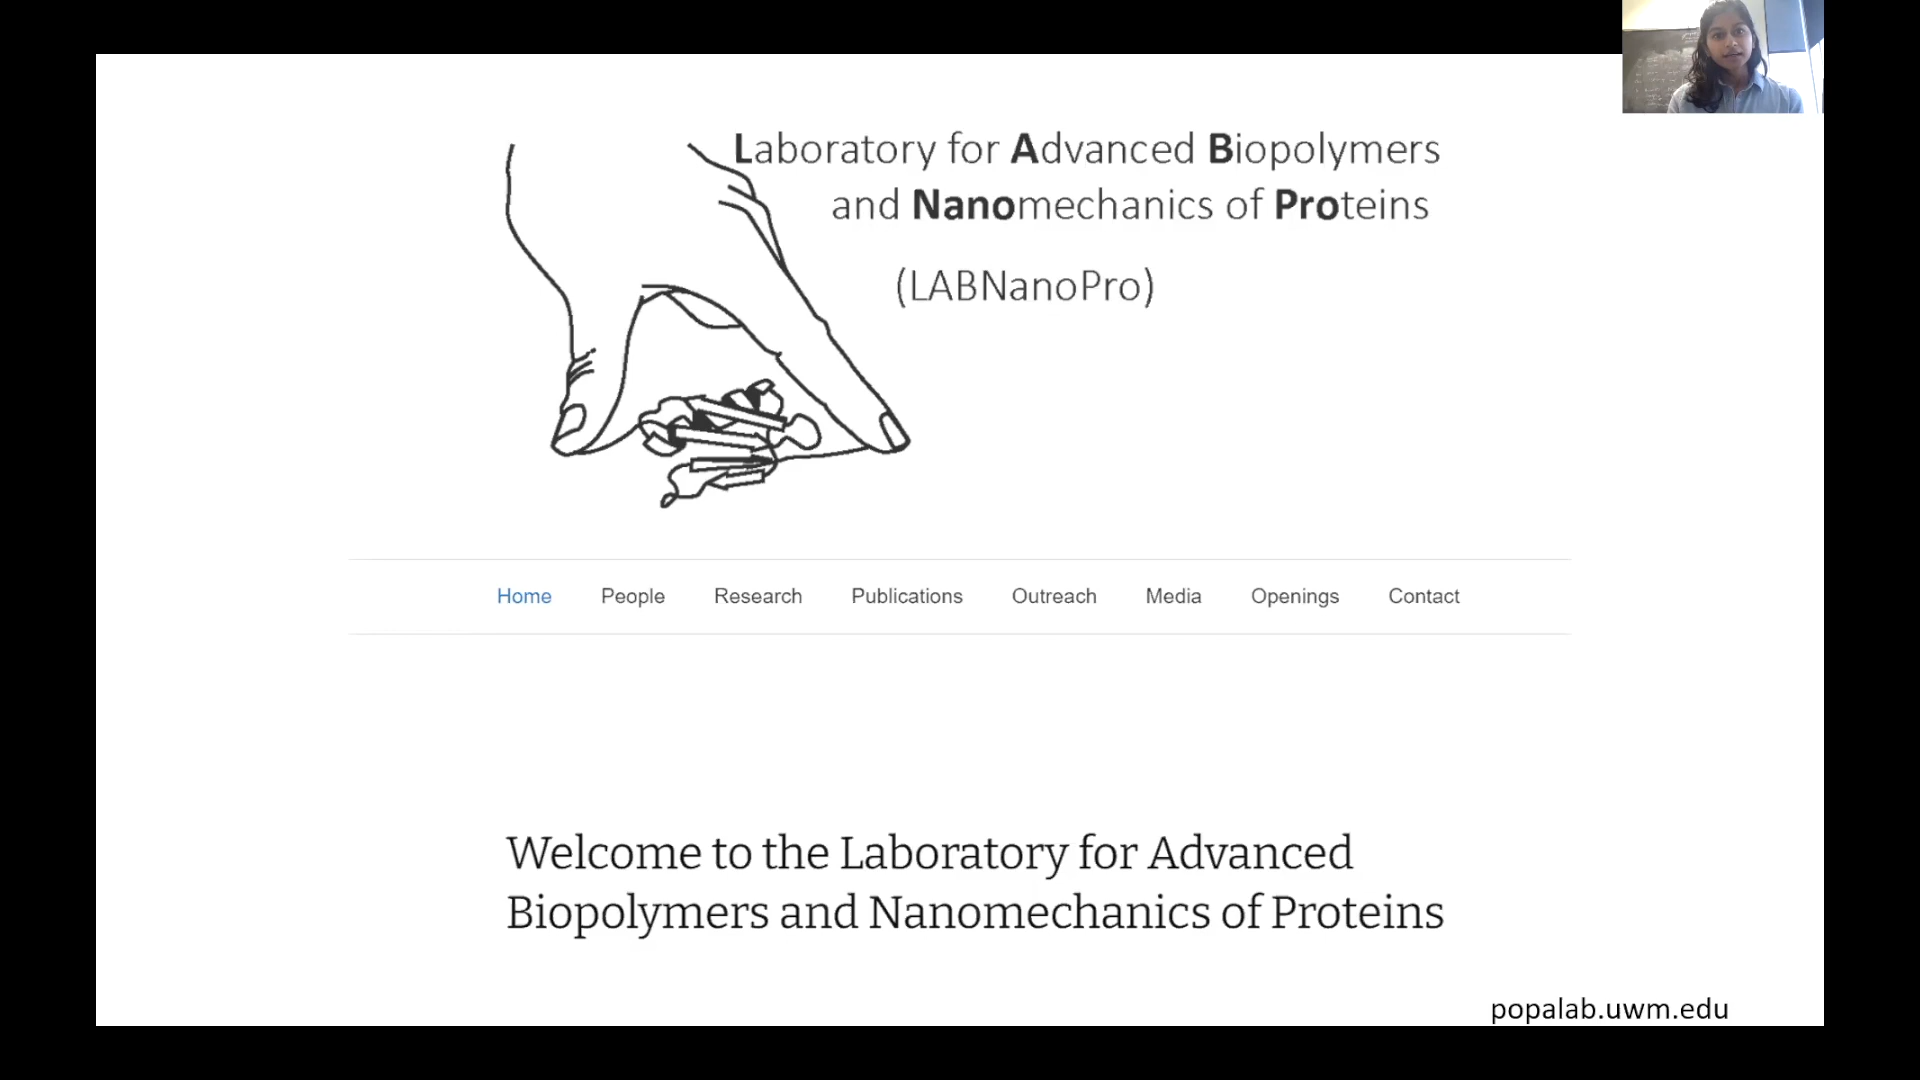 Laboratory for Advanced Biopolymers
and Nanomechanics of Proteins
(LABNanoPro)
Home People Research Publications Outreach Media Openings Contact
Welcome to the Laboratory for Advanced
Biopolymers and Nanomechanics of Proteins
popalab.uwm.edu